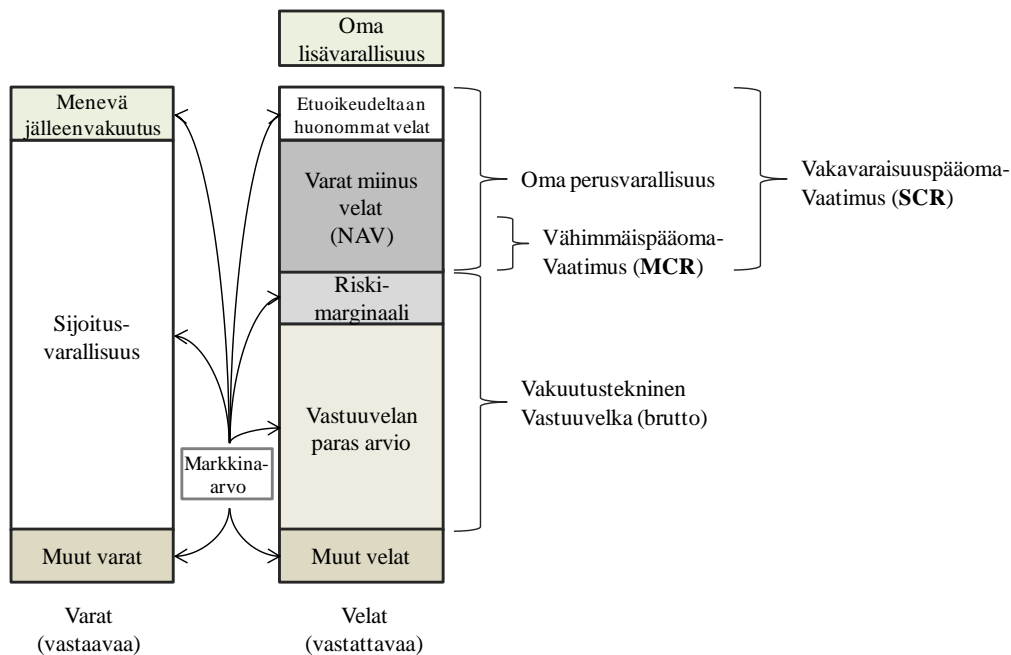 Oma
lisävarallisuus
Menevä
jälleenvakuutus
Sijoitus-
varallisuus
Muut varat
Varat
(vastaavaa)
Markkina-
arvo
Etuoikeudeltaan
huonommat velat
Varat miinus
velat
(NAV)
Riski-
marginaali
Vastuuvelan
paras arvio
Muut velat
Velat
(vastattavaa)
Oma perusvarallisuus
Vähimmäispääoma-
Vaatimus (MCR)
Vakuutustekninen
Vastuuvelka (brutto)
Vakavaraisuuspääoma-
Vaatimus (SCR)